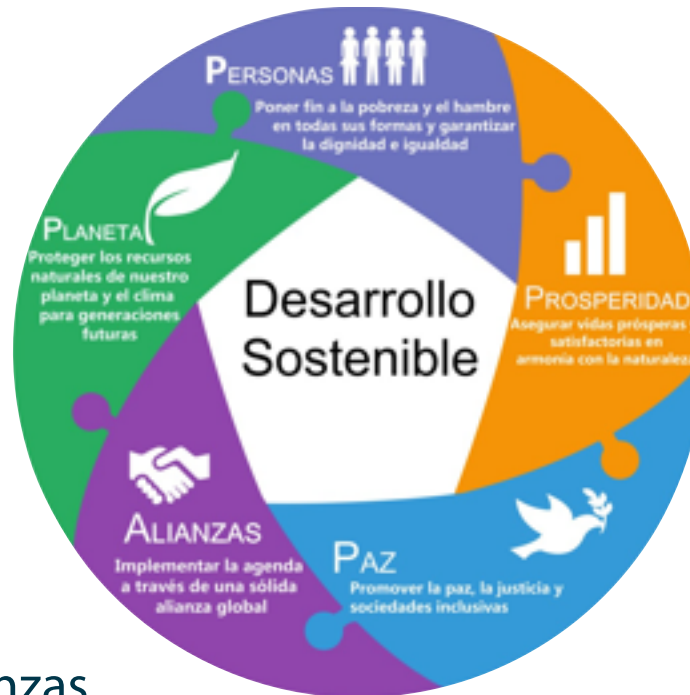 PERSONAS
Poner fin a la pobreza y el hambre
en todas sus formas y garantizar
la dignidad e igualdad
PLANETA
Proteger los recursos
naturales de nuestro
planeta y el clima
para generaciones
futuras
Desarrollo
Sostenible
PROSPERIDAD
Asegurar vidas prósperas
satisfactorias en
armonía con la naturaleza
ALIANZAS
Implementar la agenda
a través de una sólida
alianza global
PAZ
Promover la paz, la justicia y
sociedades inclusivas
nzas